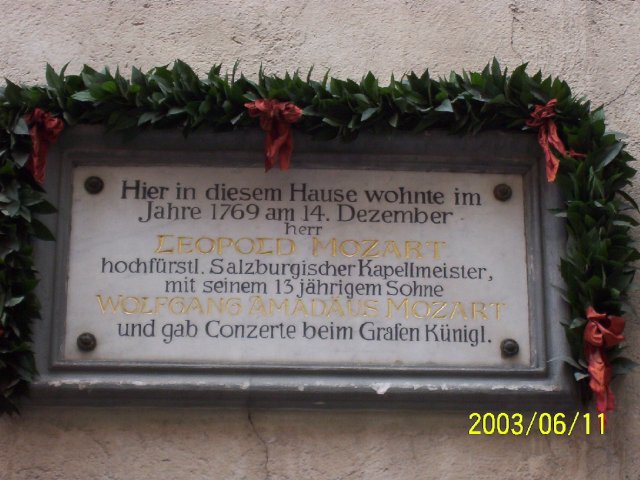 Hier in diesem Hause wohnte im
Jahre 1769 am 14. Dezember
herr
LEOPOLD MOZART
hochfürstl. Salzburgischer Kapellmeister,
mit seinem 13 jährigem Sohne
WOLFGANG AMADÄUS MOZART
und gab Conzerte beim Grafen Künigl.
2003/06/11